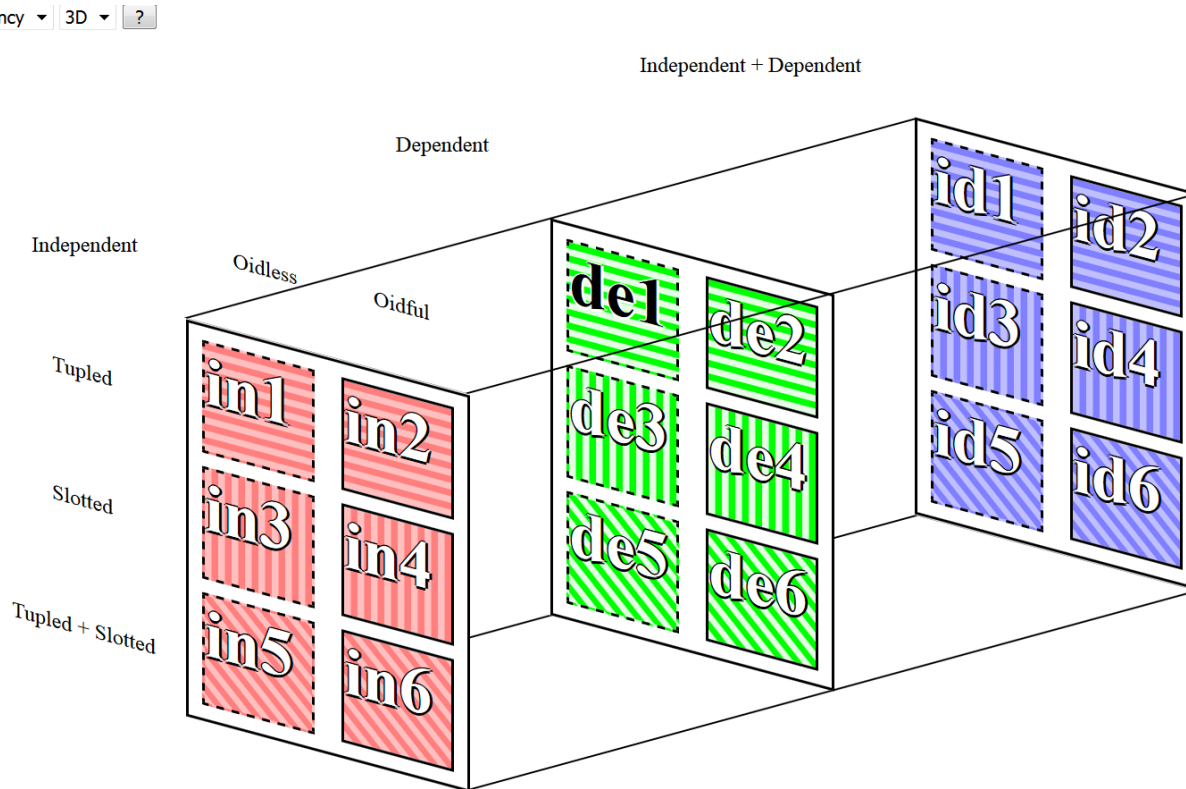 3D
?
Independent + Dependent
Dependent
Independent
Oidless
Oidful
Tupled
Slotted
Tupled + Slotted
in1 in2
in3 in4
in5 in6
de1 de2
de3 de4
de5 de6
id1 id2
id3 id4
id5 id6